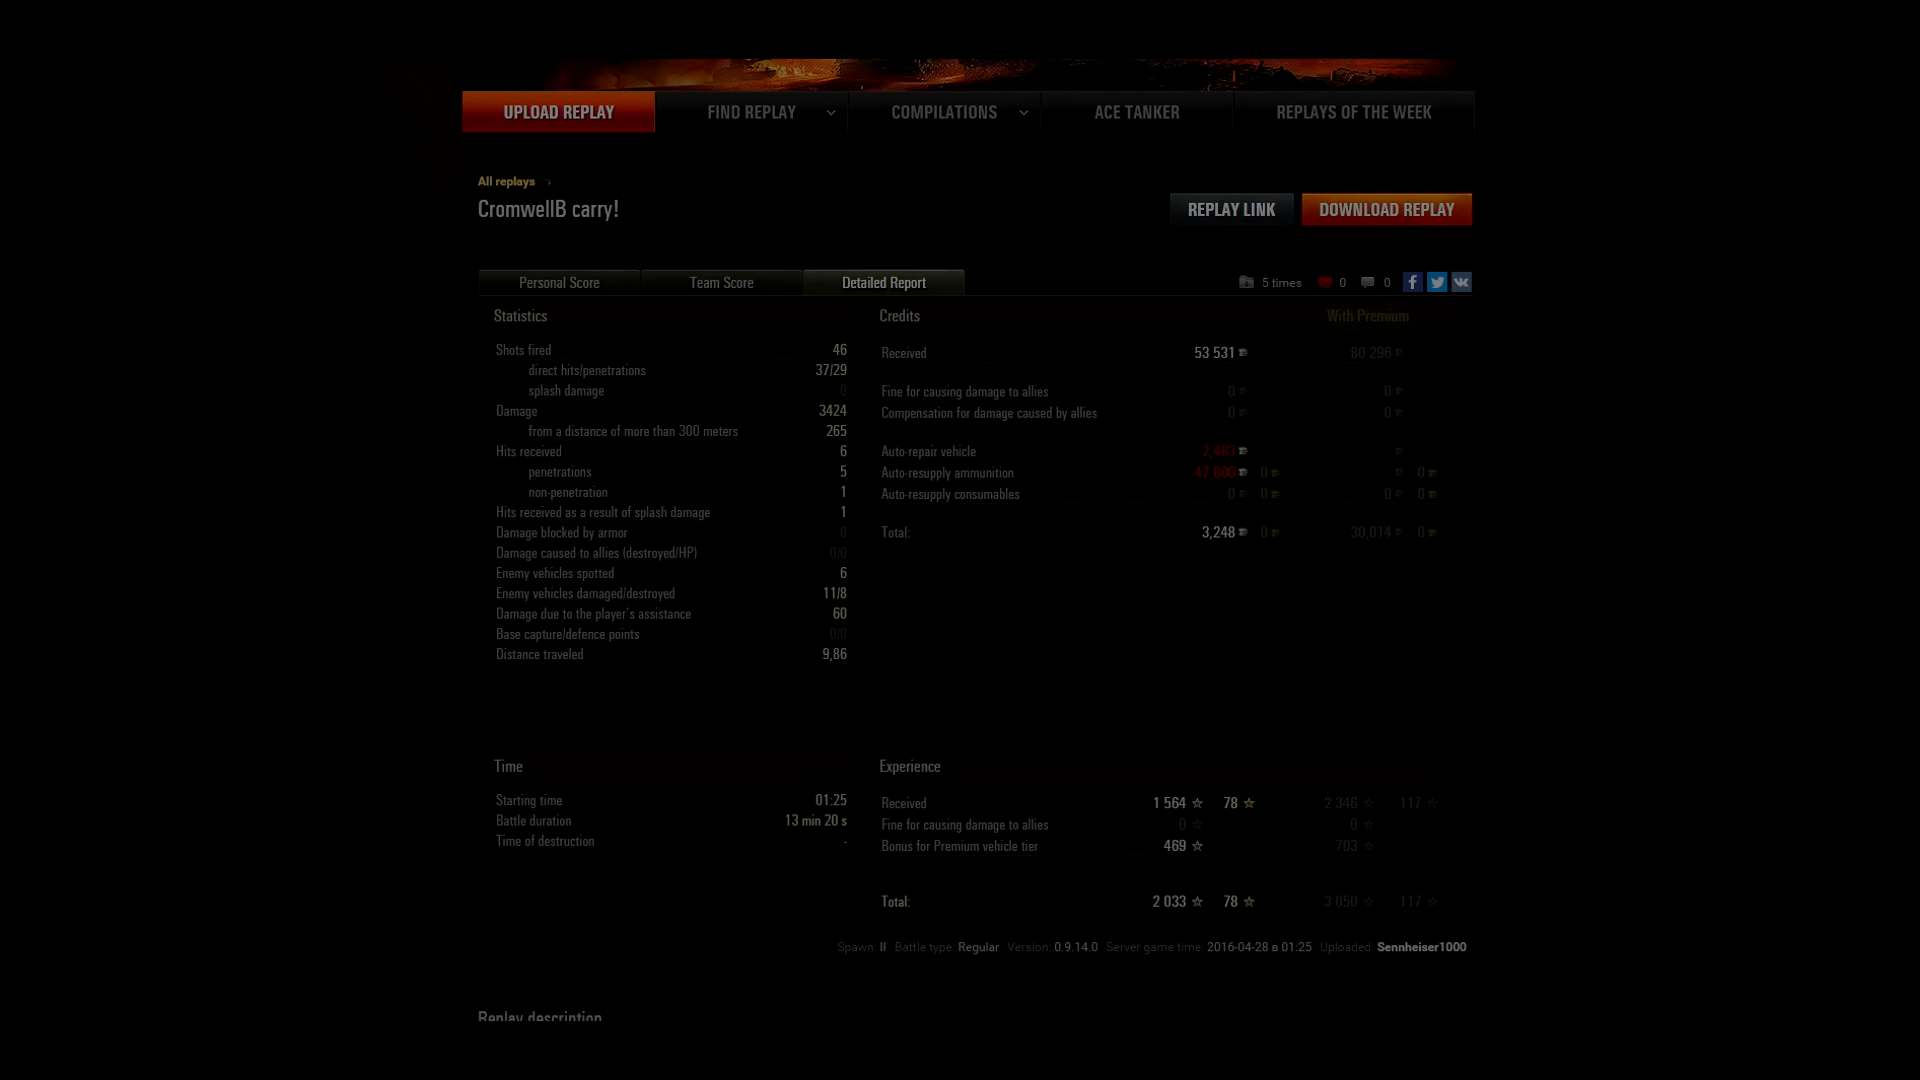 UPLOAD REPLAY FIND REPLAY COMPILATIONS ACE TANKER REPLAYS OF THE WEEK
All replays
CromwellB carry!
REPLAY LINK DOWNLOAD REPLAY
Personal Score Team Score Detailed Report 5 times 0 0
Statistics
Shots fired 46
direct hits/penetrations 37/29
splash damage 0
Damage 3424
from a distance of more than 300 meters 265
Hits received 6
penetrations 5
non-penetration 1
Hits received as a result of splash damage 1
Damage blocked by armor 0
Damage caused to allies (destroyed/HP) 0/0
Enemy vehicles spotted 6
Enemy vehicles damaged/destroyed 11/8
Damage due to the player's assistance 60
Base capture/defence points 0/0
Distance traveled 9,86
Credits With Premium
Received 53 531 80 296
Fine for causing damage to allies 0 0
Compensation for damage caused by allies 0 0
Auto-repair vehicle 2,483
Auto-resupply ammunition 47 800 0 0
Auto-resupply consumables 0 0 0 0
Total: 3,248 0 30,014 0
Time
Starting time 01:25
Battle duration 13 min 20 s
Time of destruction -
Experience
Received 1 564 78 2 346 117
Fine for causing damage to allies 0 0
Bonus for Premium vehicle tier 469 703
Total: 2 033 78 3 050 117
Spawn: II Battle type: Regular Version: 0.9.14.0 Server game time: 2016-04-28 в 01:25 Uploaded: Sennheiser1000
Replay description